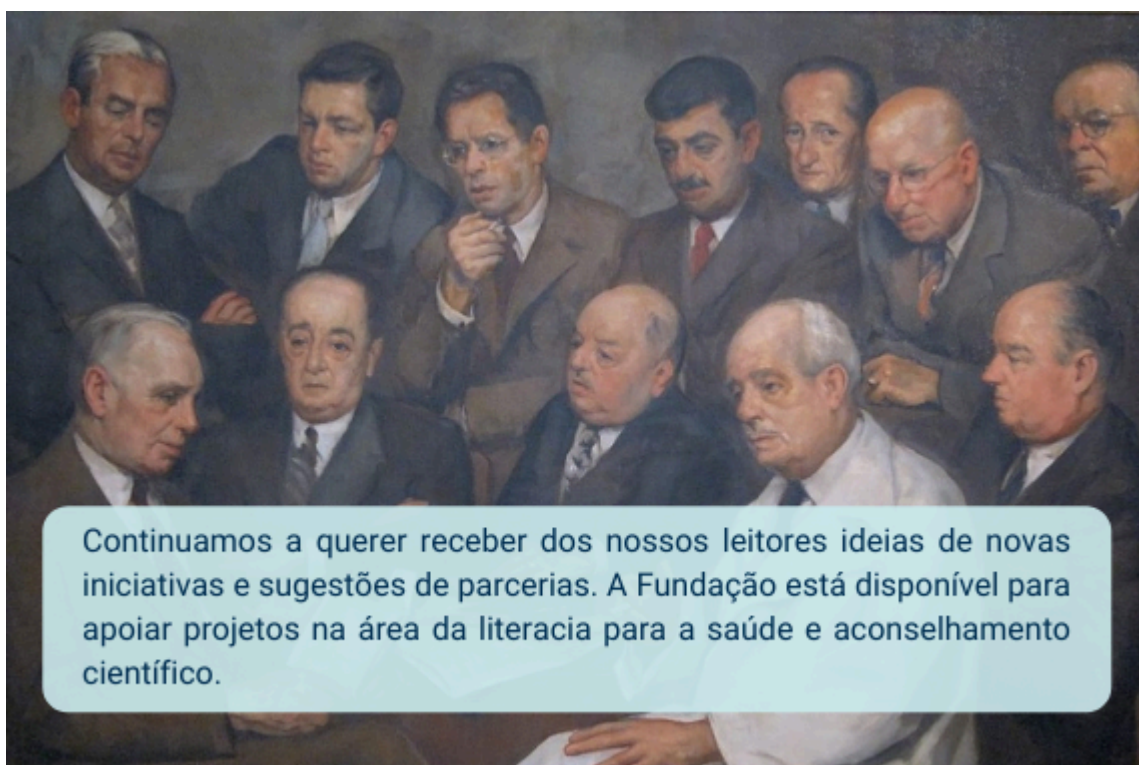 Continuamos a querer receber dos nossos leitores ideias de novas
iniciativas e sugestões de parcerias. A Fundação está disponível para
apoiar projetos na área da literacia para a saúde e aconselhamento
científico.